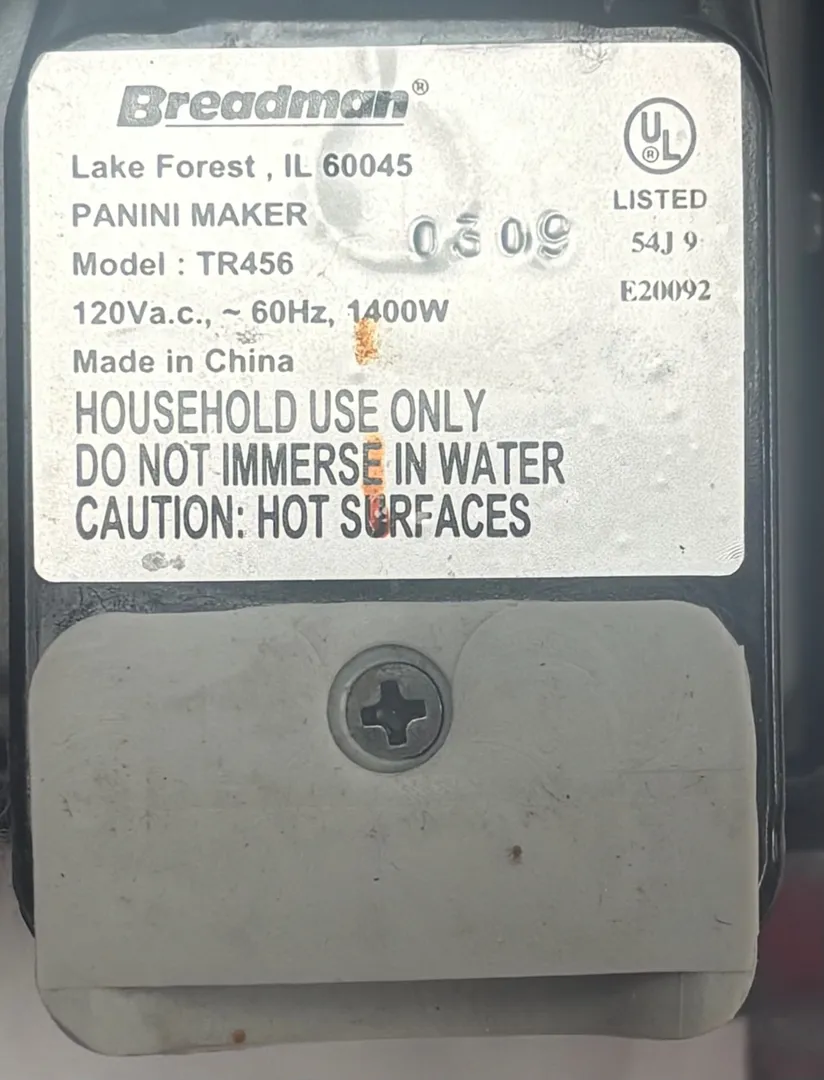 Breadman®
Lake Forest , IL 60045
PANINI MAKER
Model : TR456
120Va.c., ~ 60Hz, 1400W
Made in China
HOUSEHOLD USE ONLY
DO NOT IMMERSE IN WATER
CAUTION: HOT SURFACES
0309
UL®
LISTED
54J 9
E20092